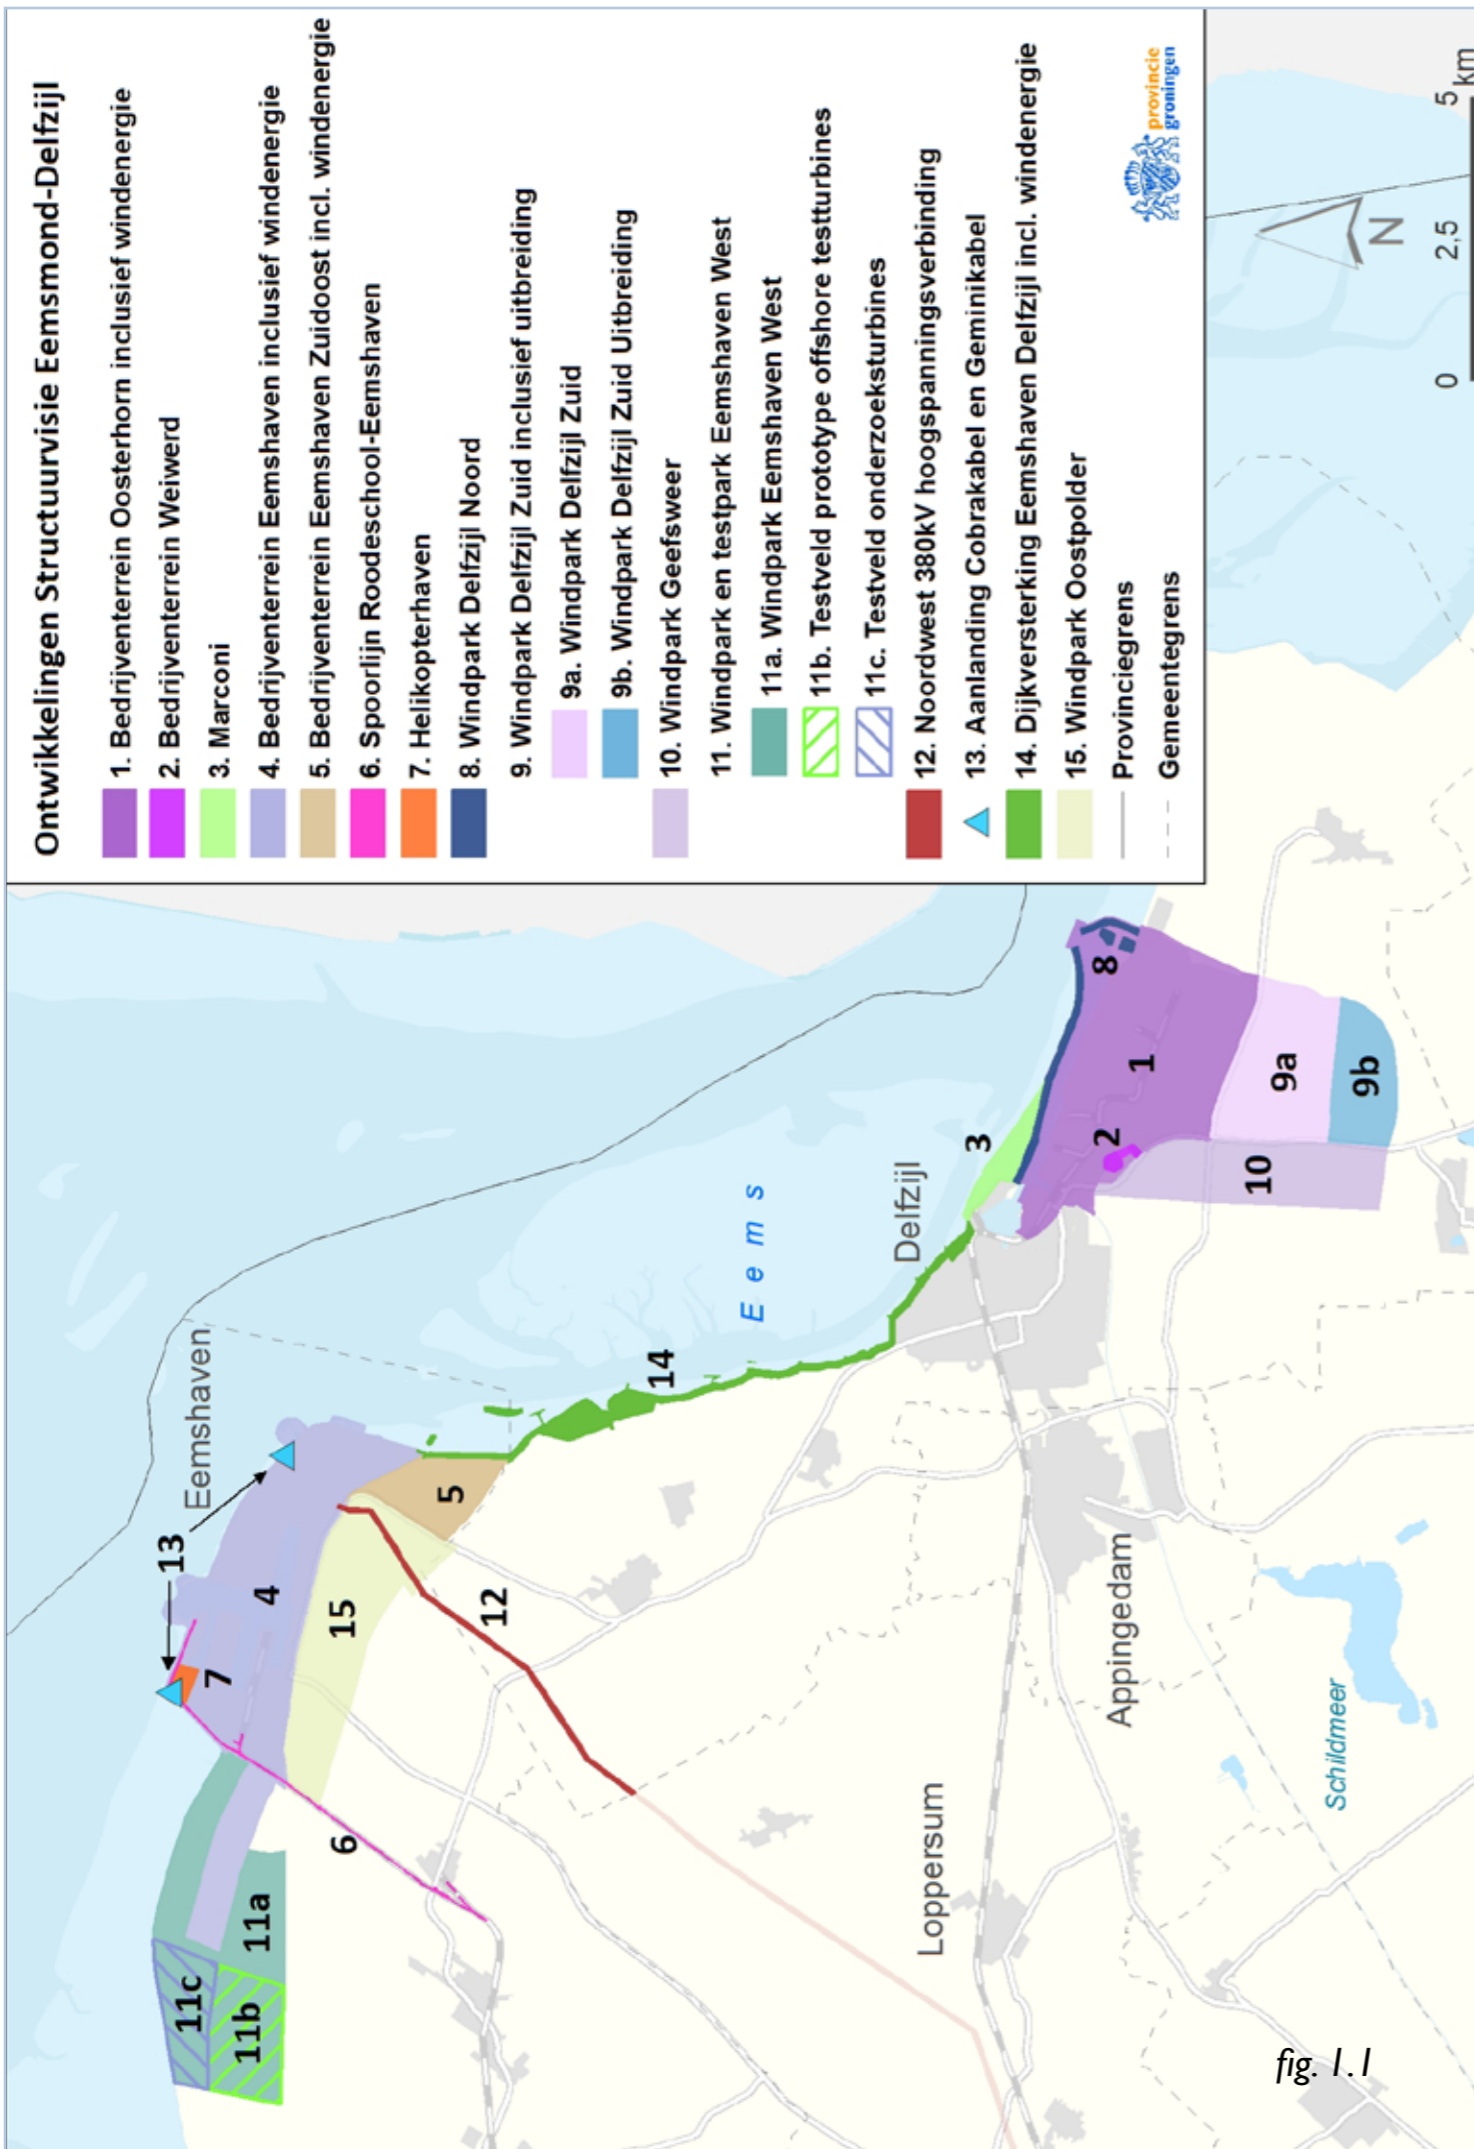 Ontwikkelingen Structuurvisie Eemsmond-Delfzijl
1. Bedrijventerrein Oosterhorn inclusief windenergie
2. Bedrijventerrein Weiwerd
3. Marconi
4. Bedrijventerrein Eemshaven inclusief windenergie
5. Bedrijventerrein Eemshaven Zuidoost incl. windenergie
6. Spoorlijn Roodeschool-Eemshaven
7. Helikopterhaven
8. Windpark Delfzijl Noord
9. Windpark Delfzijl Zuid inclusief uitbreiding
9a. Windpark Delfzijl Zuid
9b. Windpark Delfzijl Zuid Uitbreiding
10. Windpark Geefsweer
11. Windpark en testpark Eemshaven West
11a. Windpark Eemshaven West
11b. Testveld prototype offshore testturbines
11c. Testveld onderzoeksturbines
12. Noordwest 380kV hoogspanningsverbinding
13. Aanlanding Cobrakabel en Geminikabel
14. Dijkversterking Eemshaven Delfzijl incl. windenergie
15. Windpark Oostpolder
Provinciegrens
Gemeentegrens
provincie
groningen
N
0 2,5 5
km
Eemshaven
13
11c
11b
11a
7
4
15
6
5
12
14
Eems
Delfzijl
3
8
1
2
9a
9b
10
Loppersum
Appingedam
Schildmeer
fig. 1.1